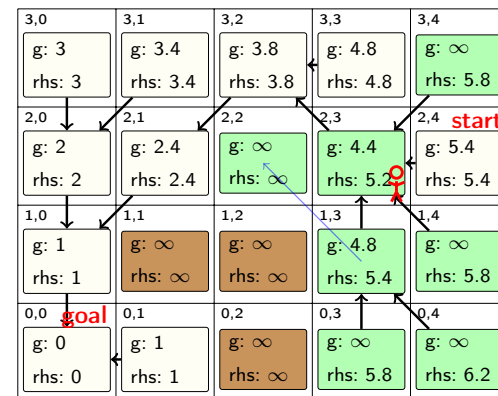 3,0 3,1 3,2 3,3 3,4
g: 3 g: 3.4 g: 3.8 g: 4.8 g: ∞
rhs: 3 rhs: 3.4 rhs: 3.8 rhs: 4.8 rhs: 5.8
2,0 2,1 2,2 2,3 2,4
start
g: 2 g: 2.4 g: ∞ g: 4.4 g: 5.4
rhs: 2 rhs: 2.4 rhs: ∞ rhs: 5.2 rhs: 5.4
1,0 1,1 1,2 1,3 1,4
g: 1 g: ∞ g: ∞ g: 4.8 g: ∞
rhs: 1 rhs: ∞ rhs: ∞ rhs: 5.4 rhs: 5.8
0,0 0,1 0,2 0,3 0,4
goal
g: 0 g: 1 g: ∞ g: ∞ g: ∞
rhs: 0 rhs: 1 rhs: ∞ rhs: 5.8 rhs: 6.2